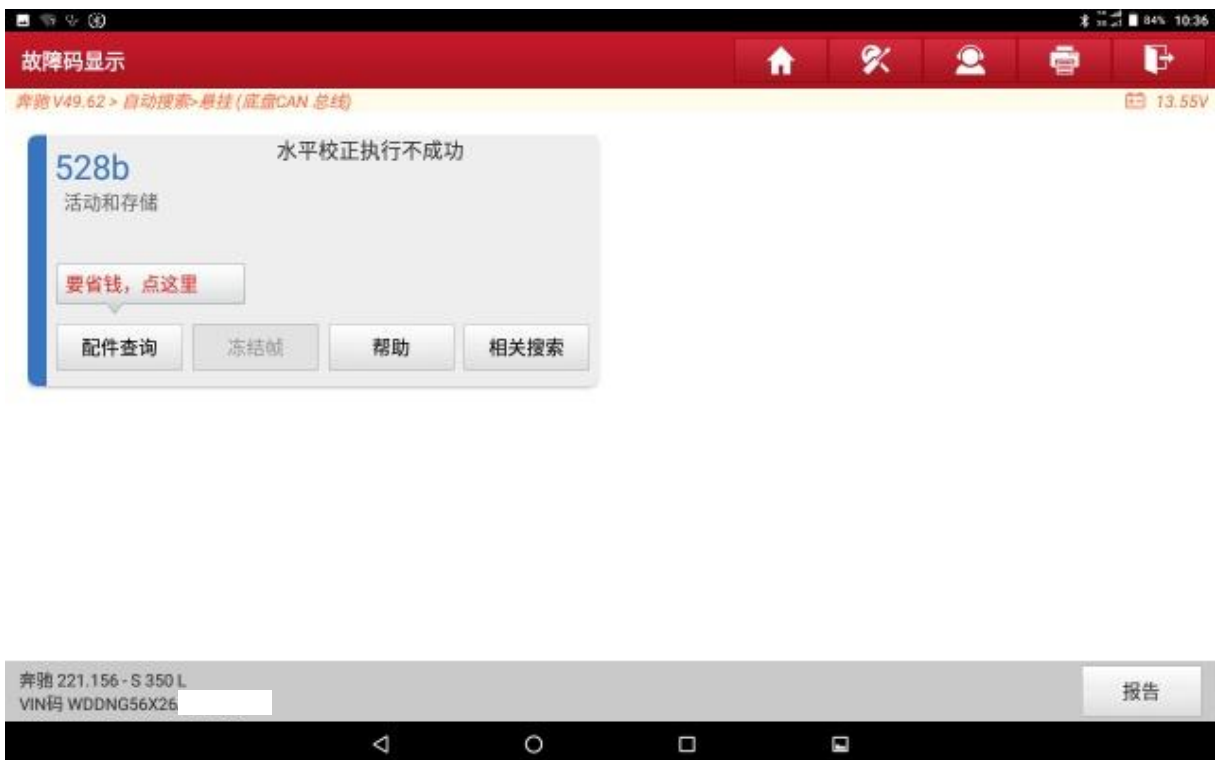 84% 10:36
故障码显示
奔驰 V49.62 > 自动搜索>悬挂 (底盘CAN 总线)
13.55V
528b
水平校正执行不成功
活动和存储
要省钱，点这里
配件查询
冻结帧
帮助
相关搜索
奔驰 221.156 - S 350 L
VIN码 WDDNG56X26
报告